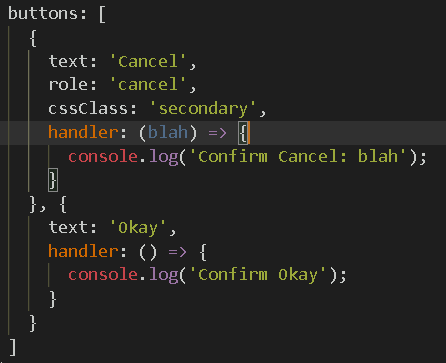 buttons: [
{
text: 'Cancel',
role: 'cancel',
cssClass: 'secondary',
handler: (blah) => {
console.log('Confirm Cancel: blah');
}
}, {
text: 'Okay',
handler: () => {
console.log('Confirm Okay');
}
}
]